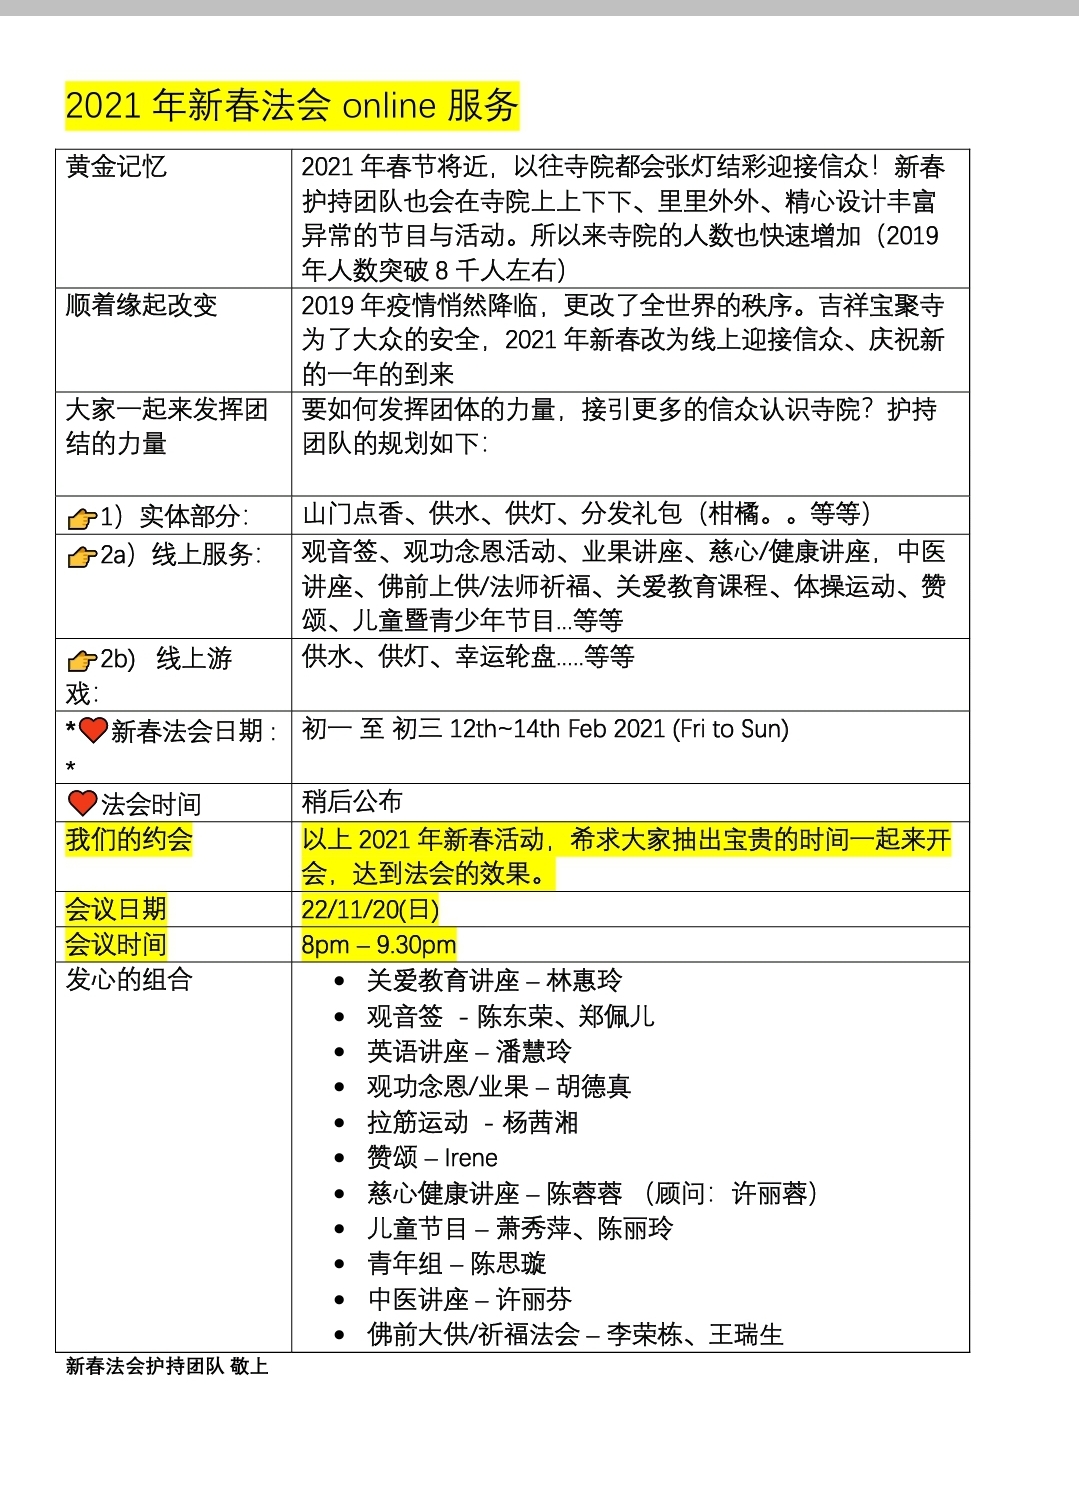 2021 年新春法会 online 服务
黄金记忆
2021 年春节将近，以往寺院都会张灯结彩迎接信众！新春
护持团队也会在寺院上上下下、里里外外、精心设计丰富
异常的节目与活动。所以来寺院的人数也快速增加（2019
年人数突破 8 千人左右）
顺着缘起改变
2019 年疫情悄然降临，更改了全世界的秩序。吉祥宝聚寺
为了大众的安全，2021 年新春改为线上迎接信众、庆祝新
的一年的到来
大家一起来发挥团
结的力量
要如何发挥团体的力量，接引更多的信众认识寺院？护持
团队的规划如下：
👉1）实体部分：
山门点香、供水、供灯、分发礼包（柑橘。。等等）
👉2a）线上服务：
观音签、观功念恩活动、业果讲座、慈心/健康讲座，中医
讲座、佛前上供/法师祈福、关爱教育课程、体操运动、赞
颂、儿童暨青少年节目...等等
👉2b） 线上游
戏：
供水、供灯、幸运轮盘.....等等
*❤️新春法会日期 :
*
初一 至 初三 12th~14th Feb 2021 (Fri to Sun)
❤️法会时间
稍后公布
我们的约会
以上 2021 年新春活动，希求大家抽出宝贵的时间一起来开
会，达到法会的效果。
会议日期
22/11/20(日)
会议时间
8pm – 9.30pm
发心的组合
• 关爱教育讲座 – 林惠玲
• 观音签 - 陈东荣、郑佩儿
• 英语讲座 – 潘慧玲
• 观功念恩/业果 – 胡德真
• 拉筋运动 - 杨茜湘
• 赞颂 – Irene
• 慈心健康讲座 – 陈蓉蓉 （顾问：许丽蓉）
• 儿童节目 – 萧秀萍、陈丽玲
• 青年组 – 陈思璇
• 中医讲座 – 许丽芬
• 佛前大供/祈福法会 – 李荣栋、王瑞生
新春法会护持团队 敬上